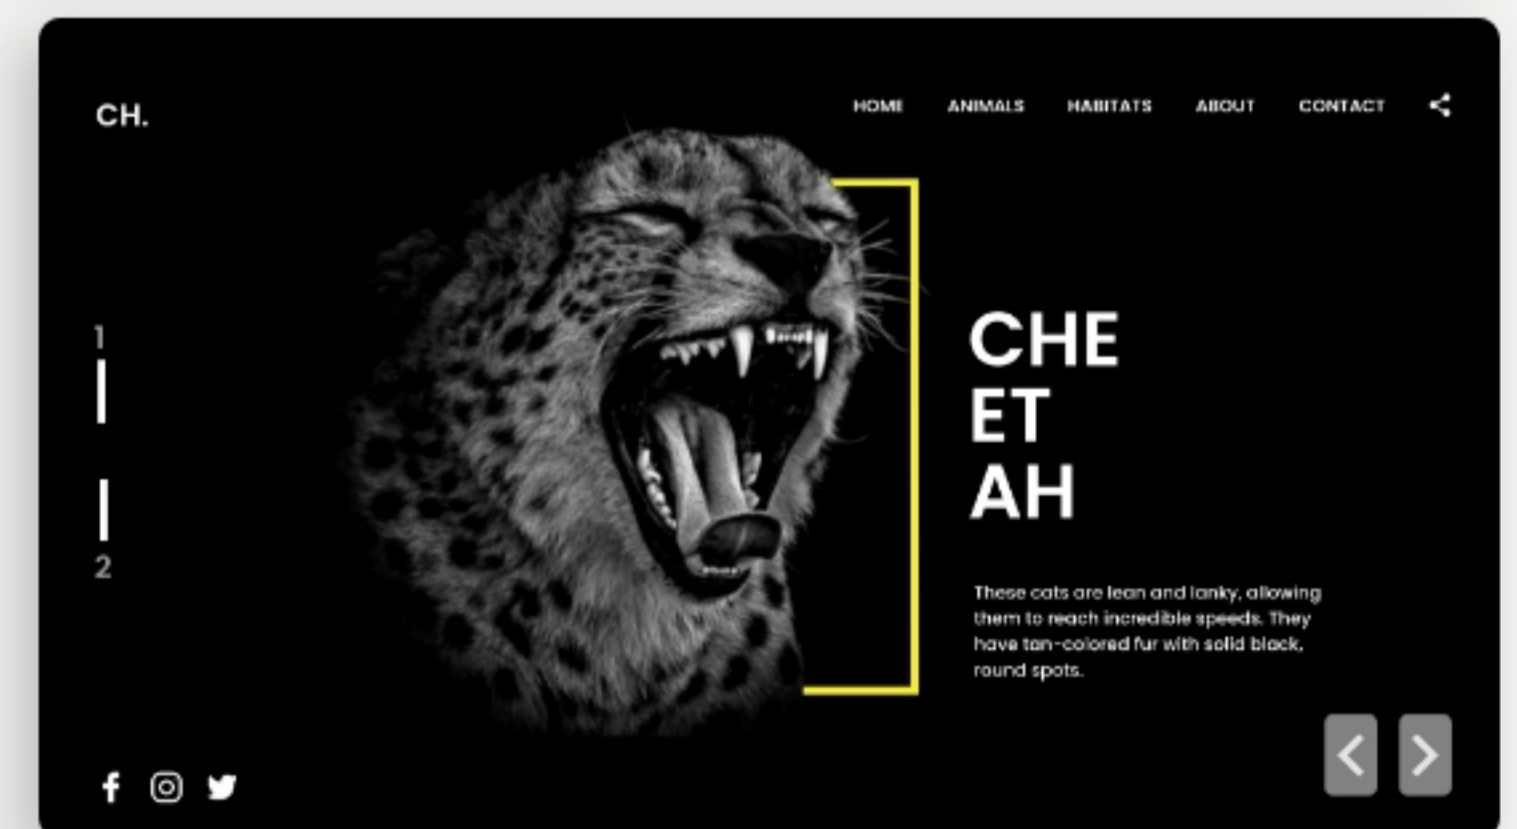 CH.
HOME ANIMALS HABITATS ABOUT CONTACT
1
2
CHE
ET
AH
These cats are lean and lanky, allowing
them to reach incredible speeds. They
have tan-colored fur with solid black,
round spots.